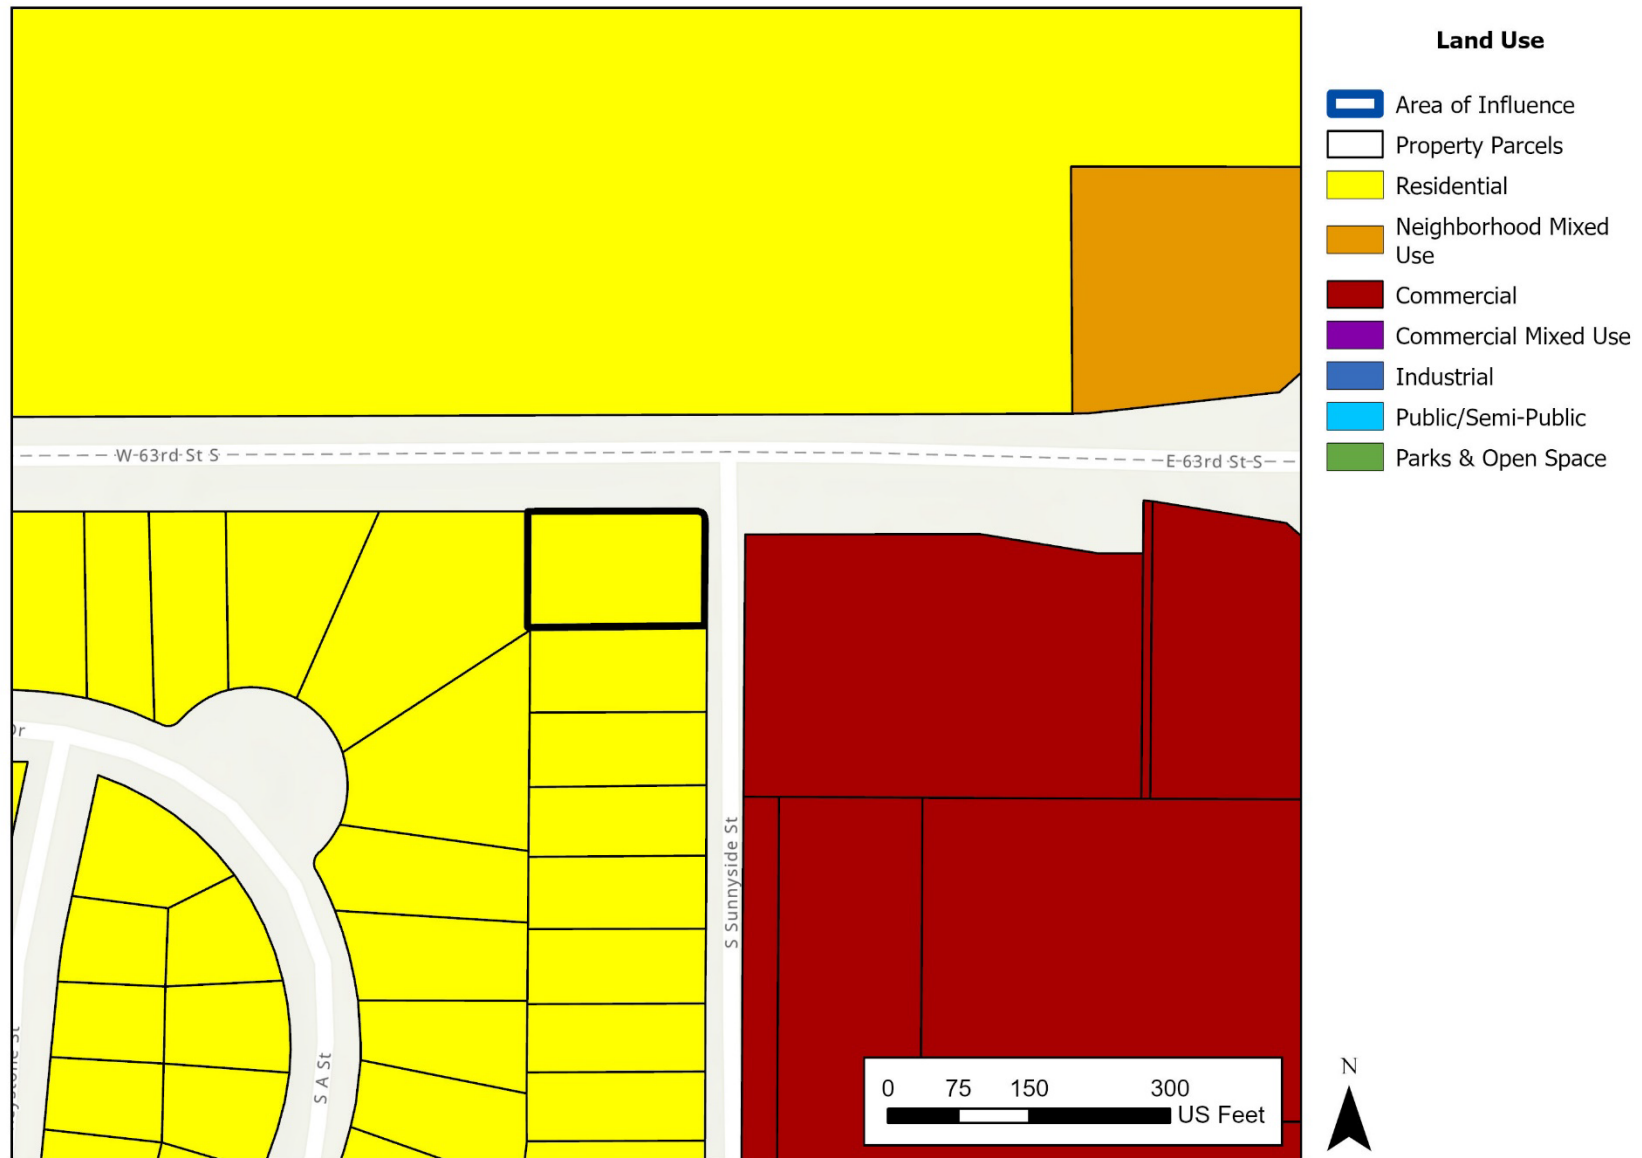 Land Use
Area of Influence
Property Parcels
Residential
Neighborhood Mixed
Use
Commercial
Commercial Mixed Use
Industrial
Public/Semi-Public
Parks & Open Space
W 63rd St S
E 63rd St S
S Sunnyside St
Dr
S A St
0 75 150 300
US Feet
N